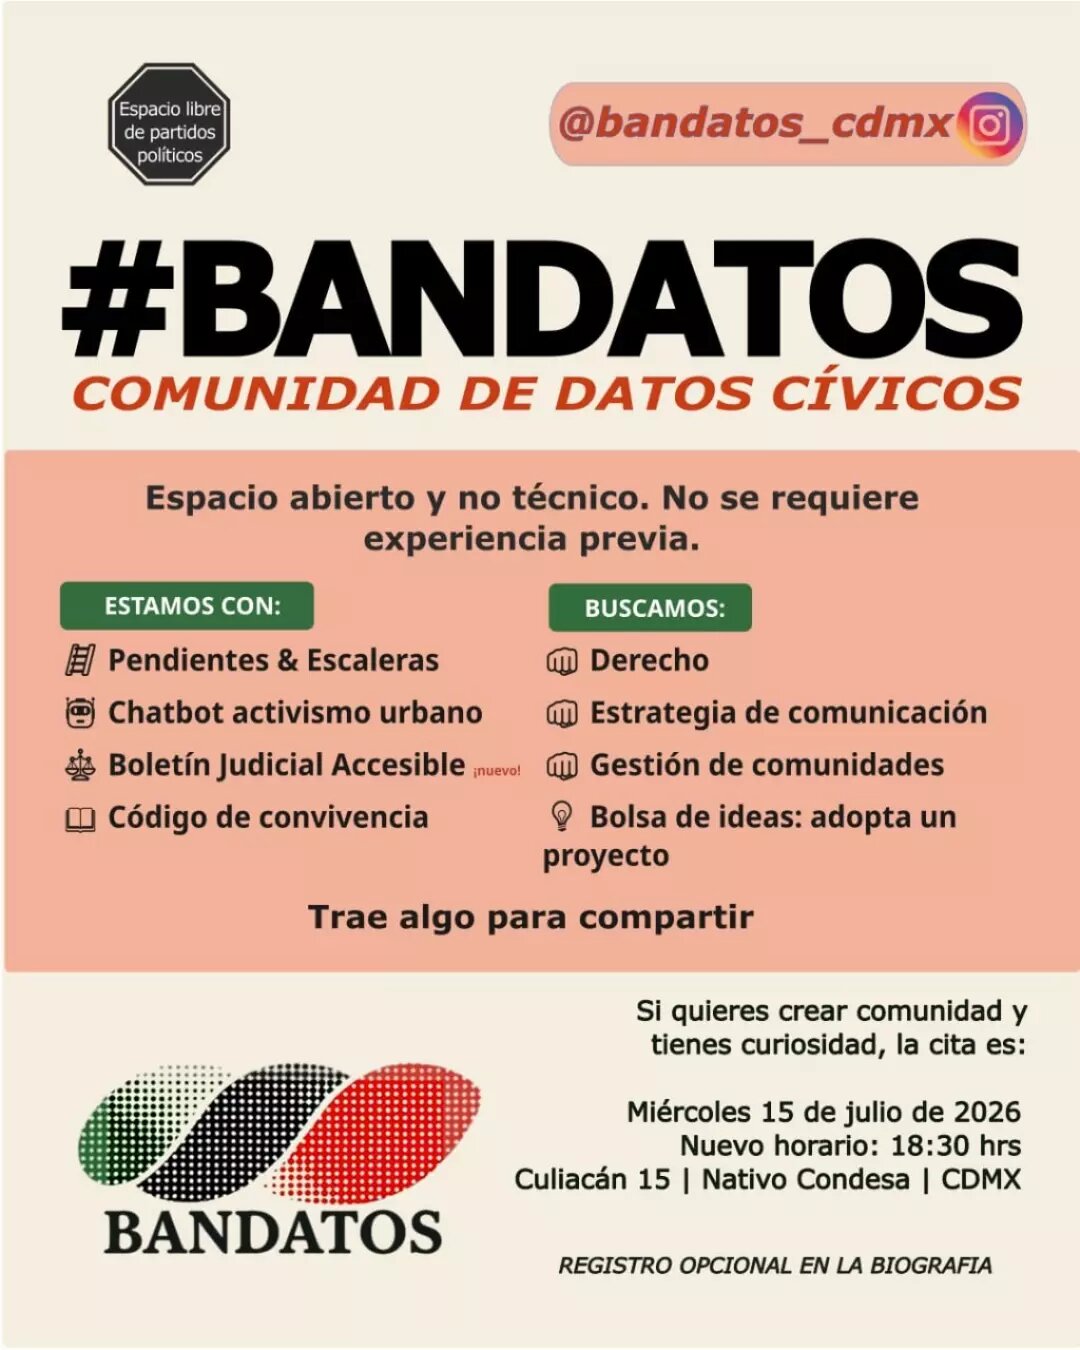 Espacio libre
de partidos
políticos
@bandatos_cdmx
#BANDATOS
COMUNIDAD DE DATOS CÍVICOS
Espacio abierto y no técnico. No se requiere
experiencia previa.
ESTAMOS CON:
Pendientes & Escaleras
Chatbot activismo urbano
Boletín Judicial Accesible ¡nuevo!
Código de convivencia
BUSCAMOS:
Derecho
Estrategia de comunicación
Gestión de comunidades
Bolsa de ideas: adopta un
proyecto
Trae algo para compartir
Si quieres crear comunidad y
tienes curiosidad, la cita es:
Miércoles 15 de julio de 2026
Nuevo horario: 18:30 hrs
Culiacán 15 | Nativo Condesa | CDMX
BANDATOS
REGISTRO OPCIONAL EN LA BIOGRAFIA